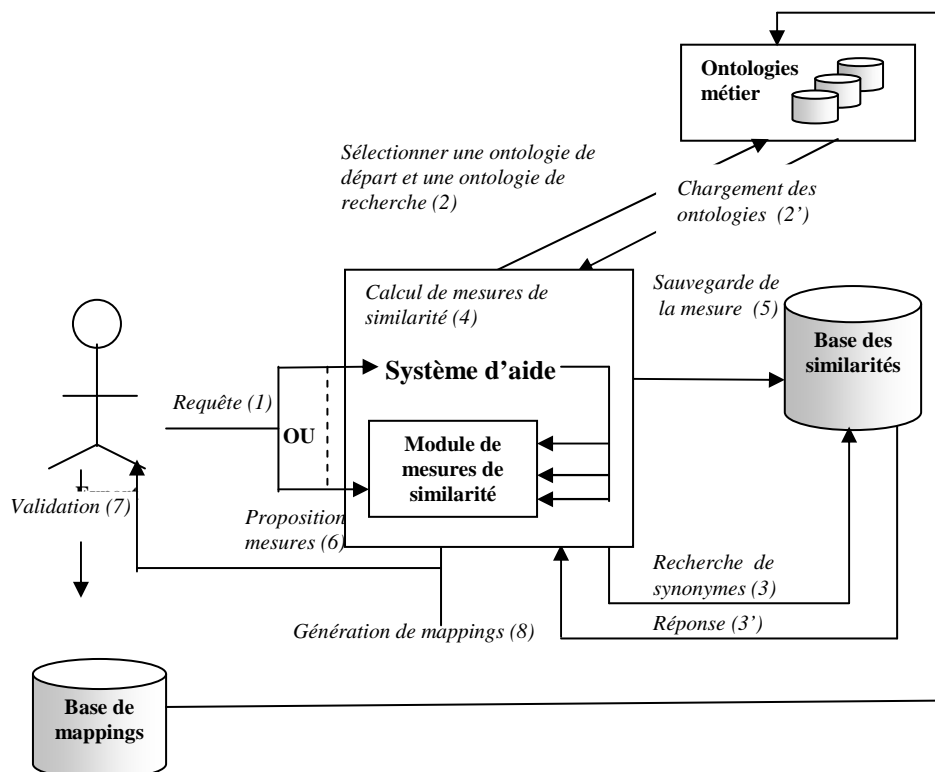 Ontologies
métier
Sélectionner une ontologie de
départ et une ontologie de
recherche (2)
Chargement des
ontologies (2’)
Calcul de mesures de
similarité (4)
Sauvegarde de
la mesure (5)
Base des
similarités
Système d’aide
Requête (1)
OU
Module de
mesures de
similarité
Validation (7)
Proposition
mesures (6)
Recherche de
synonymes (3)
Réponse (3’)
Génération de mappings (8)
Base de
mappings